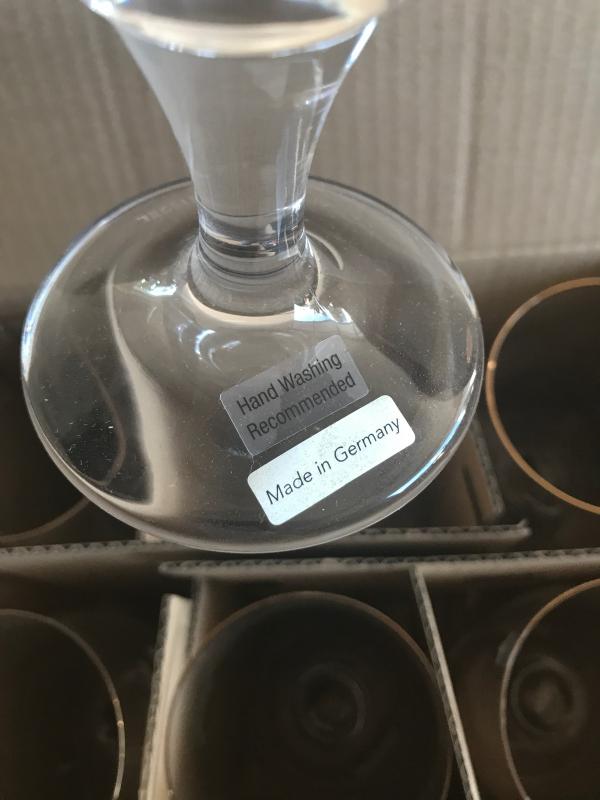 Hand Washing
Recommended
Made in Germany